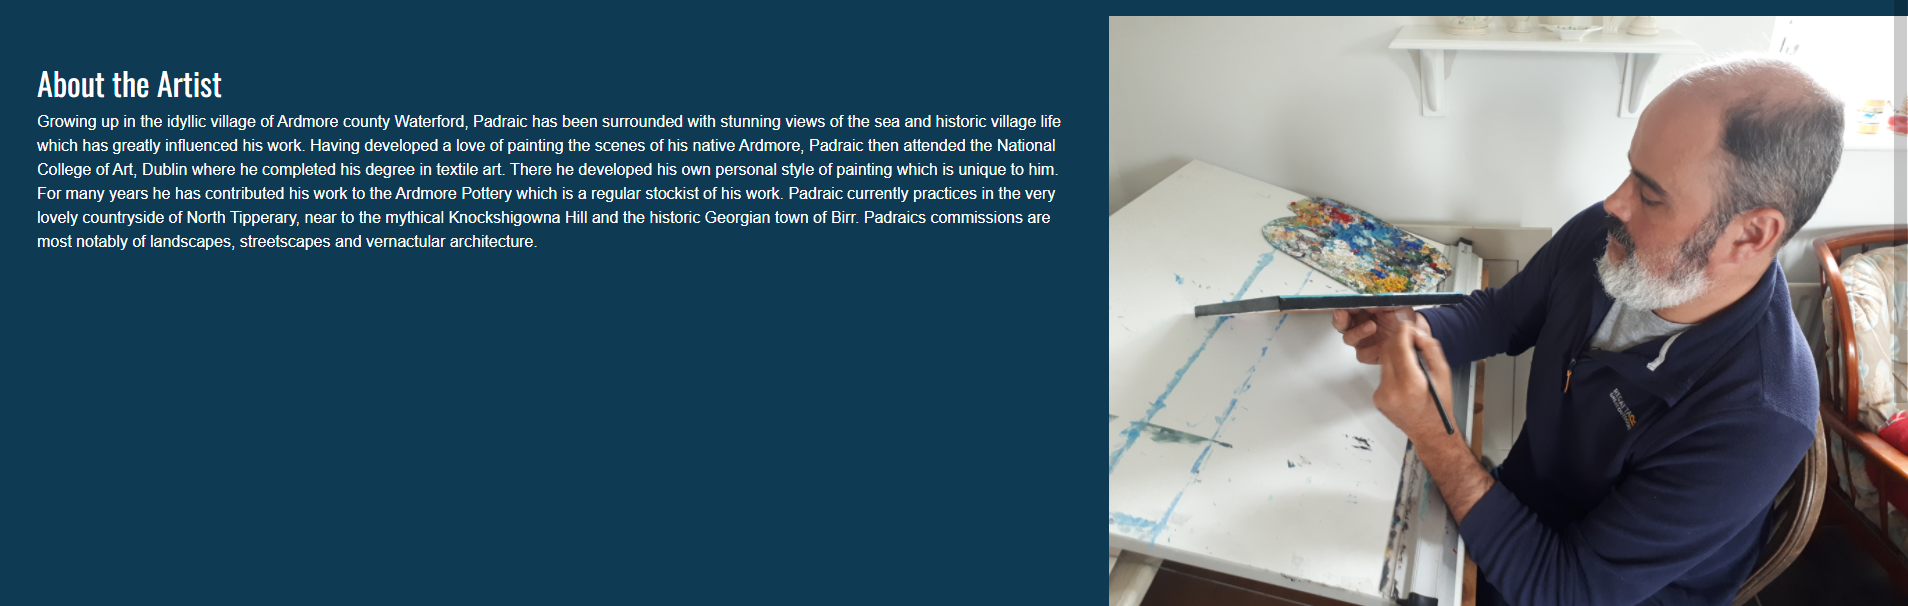 About the Artist
Growing up in the idyllic village of Ardmore county Waterford, Padraic has been surrounded with stunning views of the sea and historic village life
which has greatly influenced his work. Having developed a love of painting the scenes of his native Ardmore, Padraic then attended the National
College of Art, Dublin where he completed his degree in textile art. There he developed his own personal style of painting which is unique to him.
For many years he has contributed his work to the Ardmore Pottery which is a regular stockist of his work. Padraic currently practices in the very
lovely countryside of North Tipperary, near to the mythical Knockshigowna Hill and the historic Georgian town of Birr. Padraics commissions are
most notably of landscapes, streetscapes and vernactular architecture.